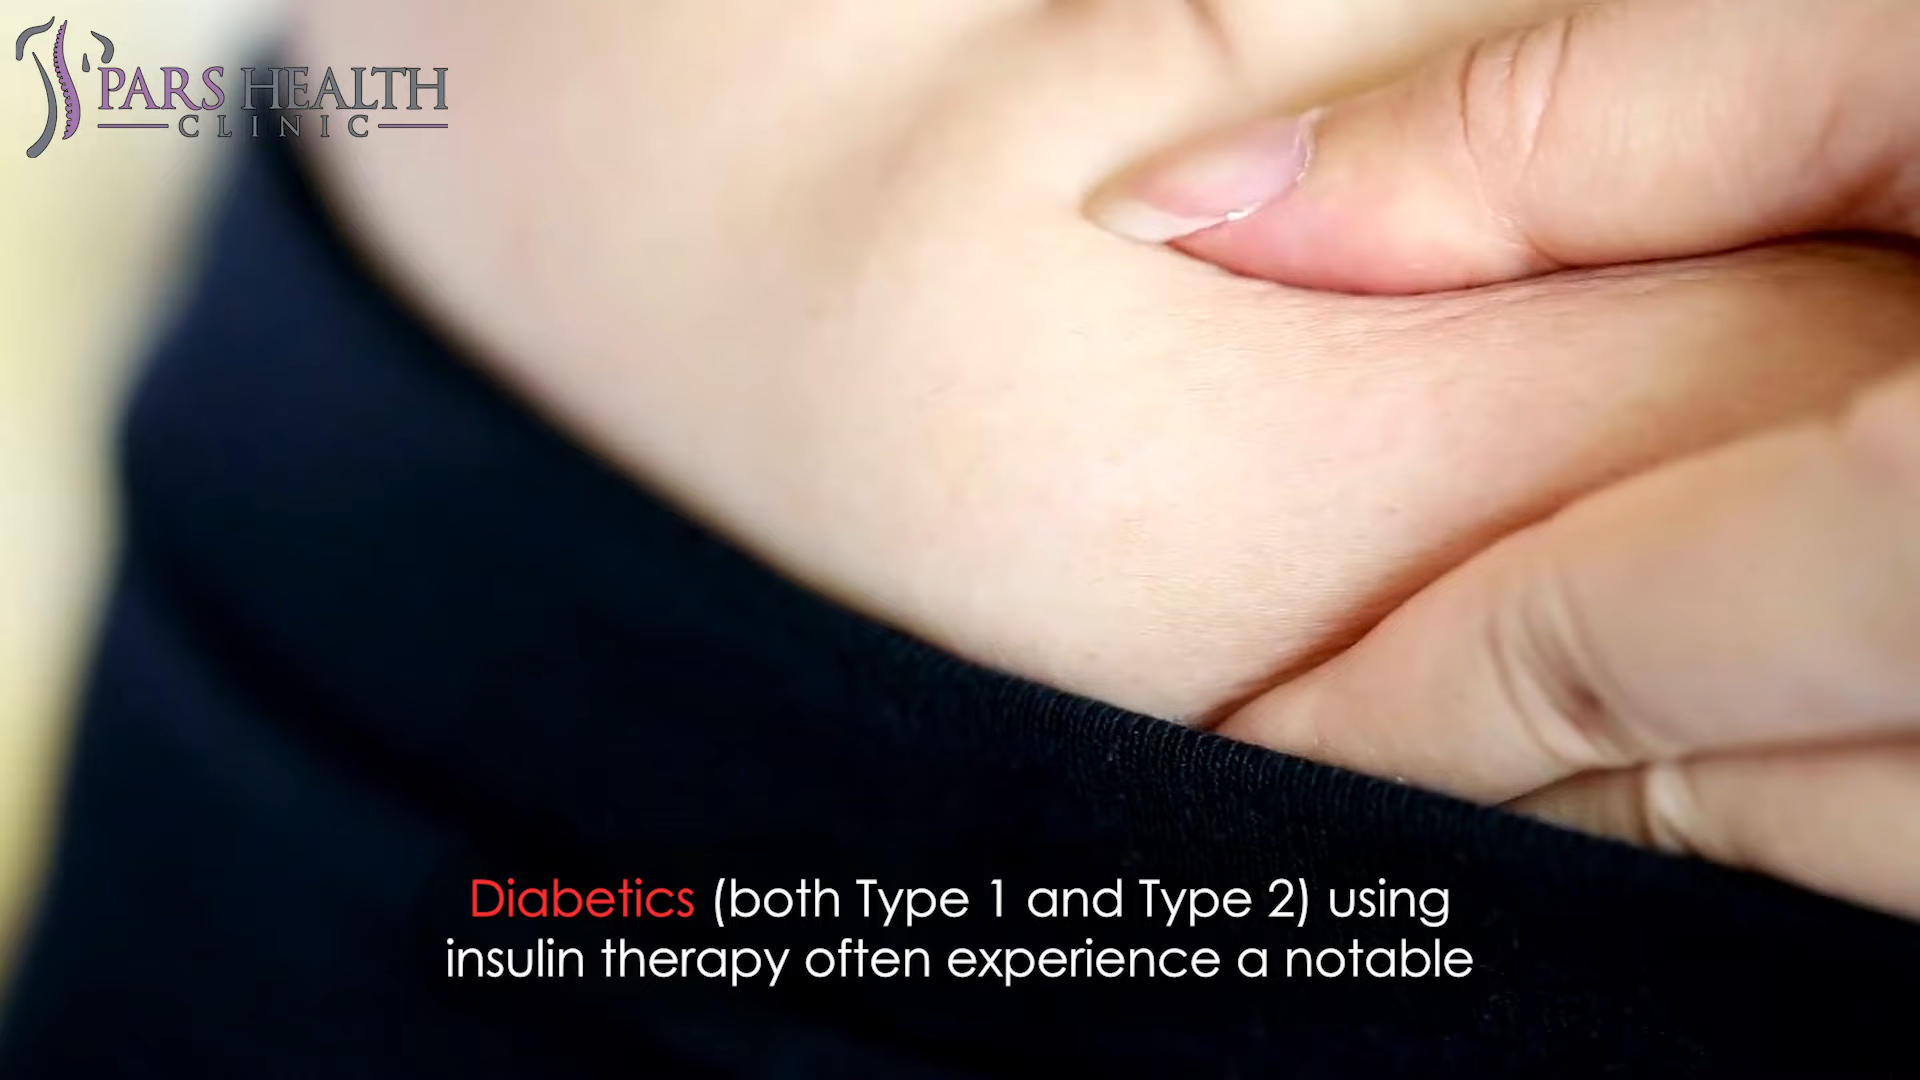 PARS HEALTH
CLINIC
Diabetics (both Type 1 and Type 2) using
insulin therapy often experience a notable